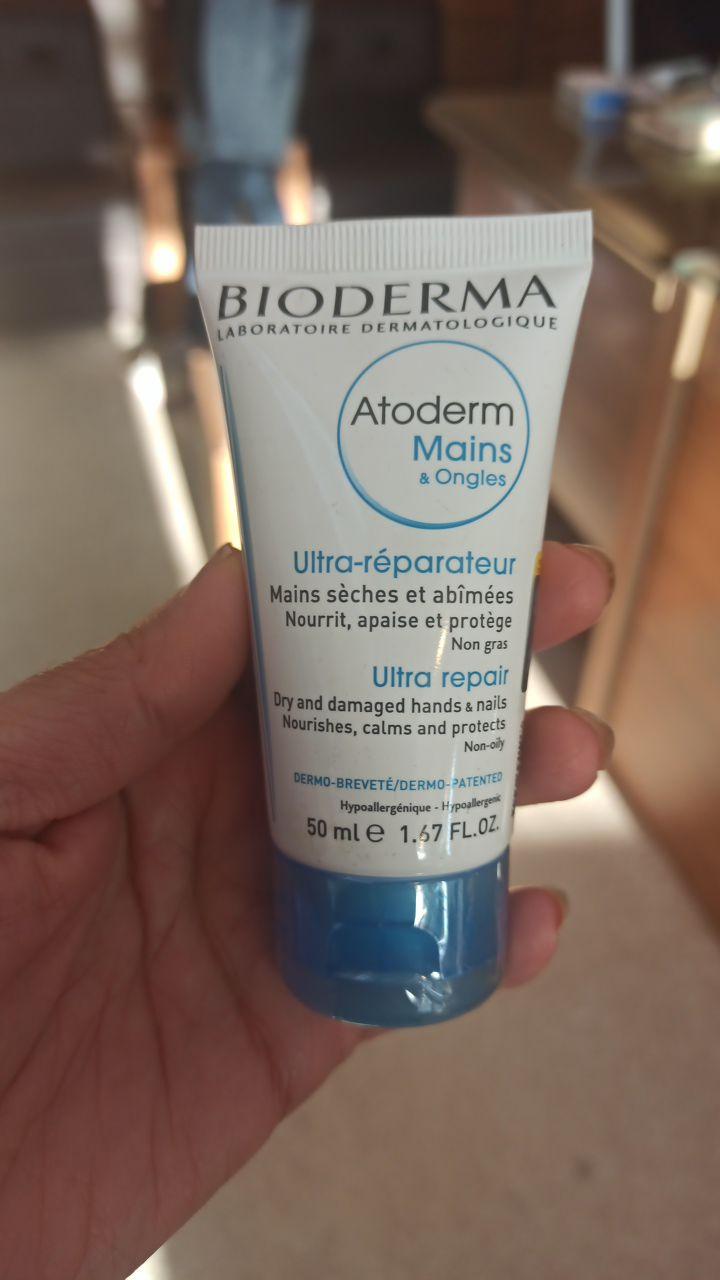 BIODERMA
LABORATOIRE DERMATOLOGIQUE
Atoderm
Mains
& Ongles
Ultra-réparateur
Mains sèches et abîmées
Nourrit, apaise et protège
Non gras
Ultra repair
Dry and damaged hands & nails
Nourishes, calms and protects
Non-oily
DERMO-BREVETÉ/DERMO-PATENTED
Hypoallergénique - Hypoallergenic
50 ml e 1.67 FL.OZ.